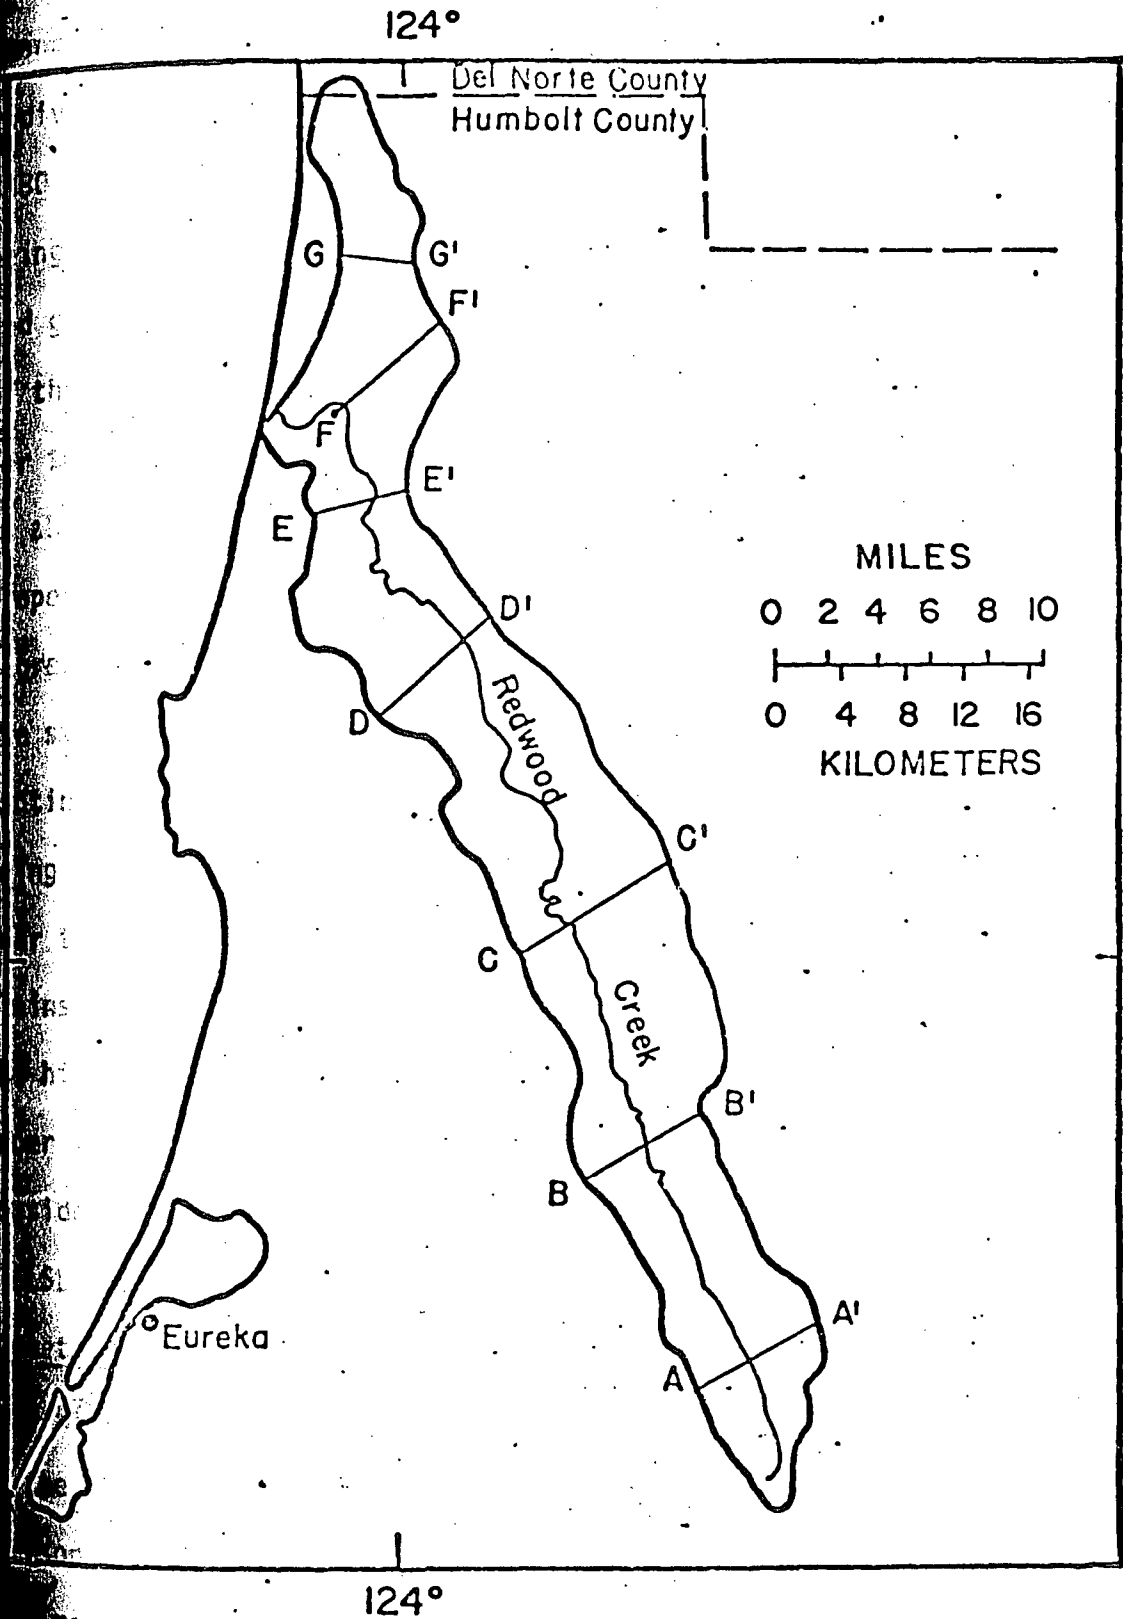 124°
Del Norte County
Humbolt County
G G'
F'
F
E'
E
D'
D
Redwood
C'
C
Creek
B'
B
A'
A
MILES
0 2 4 6 8 10
0 4 8 12 16
KILOMETERS
Eureka
124°